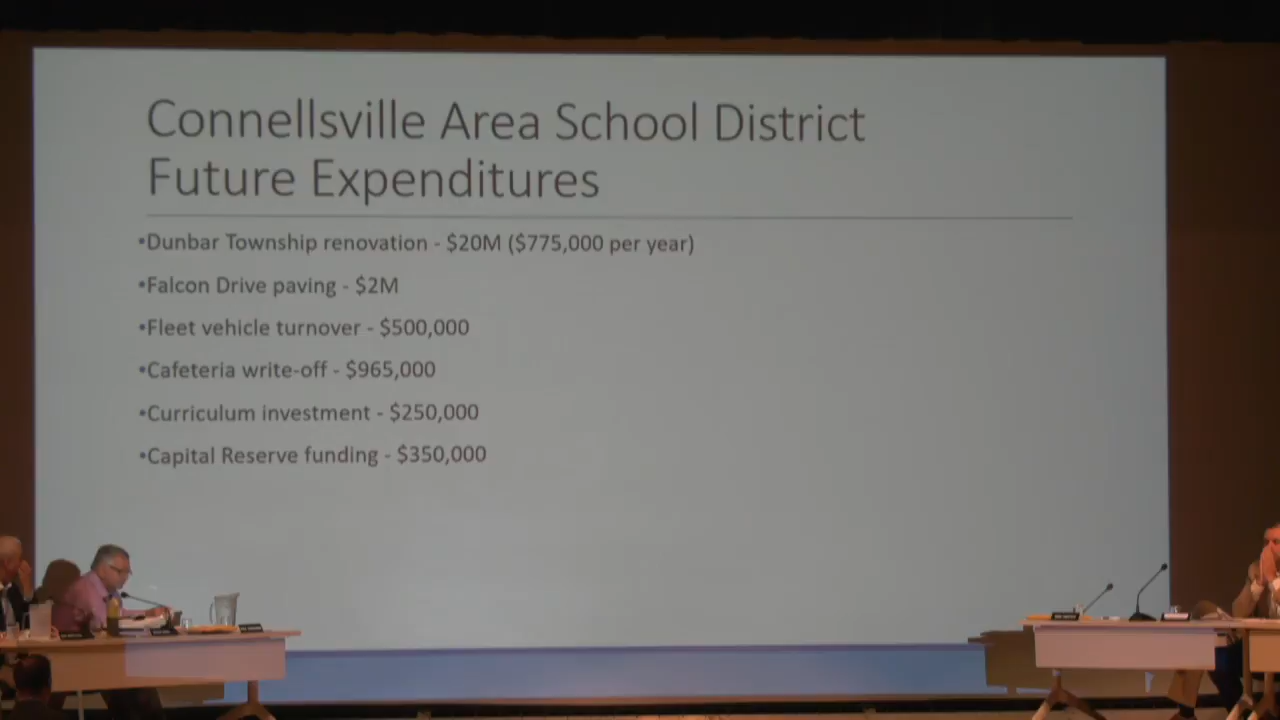 Connellsville Area School District
Future Expenditures
•Dunbar Township renovation - $20M ($775,000 per year)
•Falcon Drive paving - $2M
•Fleet vehicle turnover - $500,000
•Cafeteria write-off - $965,000
•Curriculum investment - $250,000
•Capital Reserve funding - $350,000